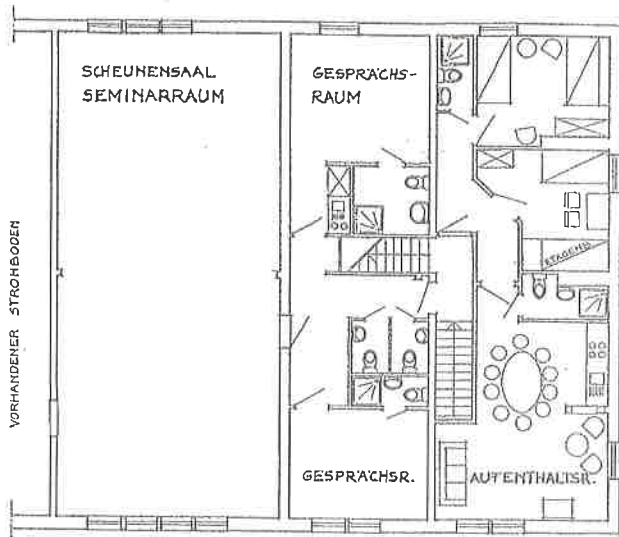 SCHEUNENSAAL
SEMINARRAUM
GESPRÄCHS-
RAUM
VORHANDENER STROHBODEN
ETAGENB.
GESPRÄCHSR.
AUFENTHALTSR.